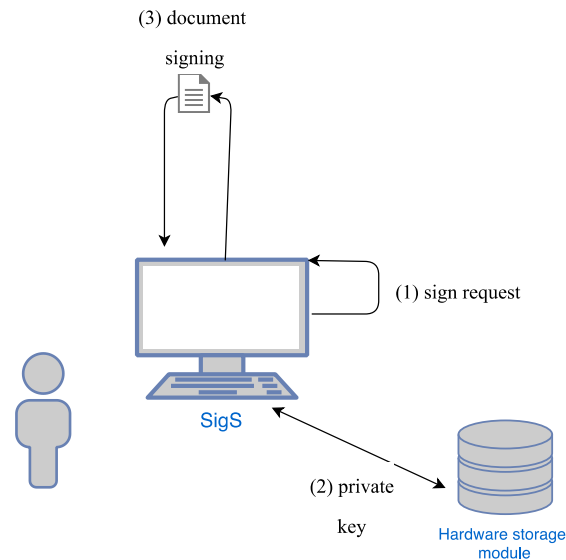 (3) document
signing
(1) sign request
SigS
(2) private
key
Hardware storage
module